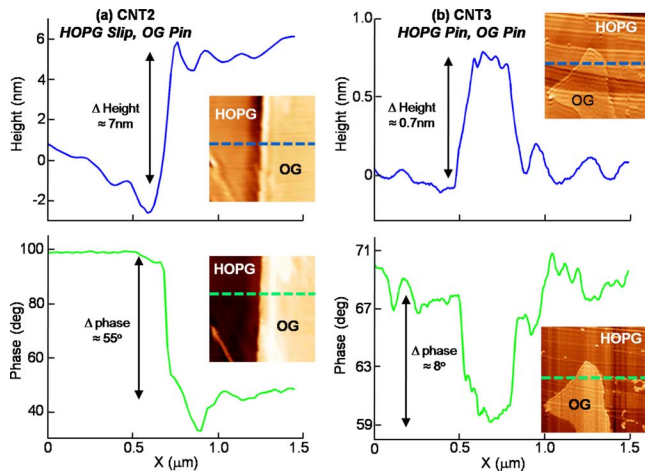 (a) CNT2
HOPG Slip, OG Pin
Height (nm)
6
4
2
0
-2
Δ Height
≈ 7nm
HOPG
OG
Phase (deg)
100
80
60
40
Δ phase
≈ 55º
HOPG
OG
0
0.5
1.0
1.5
X (μm)
(b) CNT3
HOPG Pin, OG Pin
Height (nm)
1.0
0.5
0
Δ Height
≈ 0.7nm
HOPG
OG
Phase (deg)
71
67
63
59
Δ phase
≈ 8º
HOPG
OG
0
0.5
1.0
1.5
X (μm)